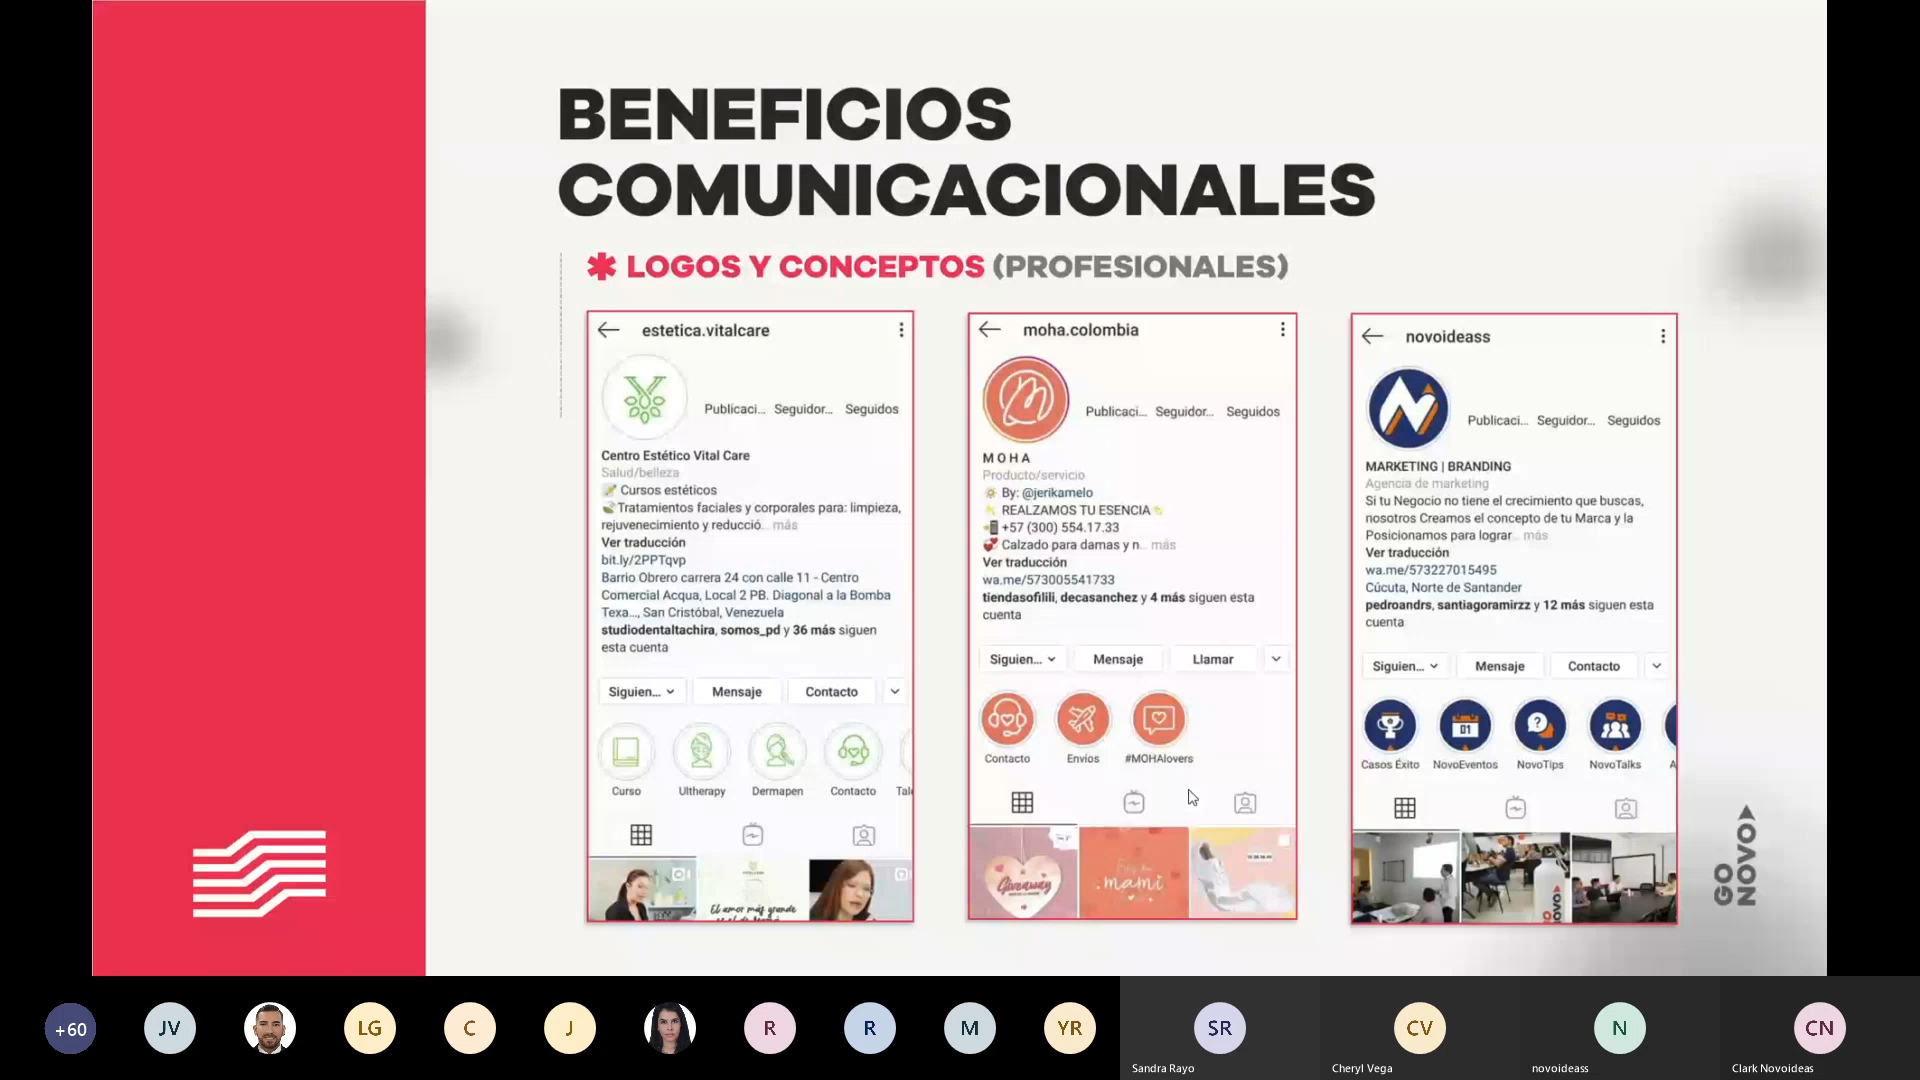 BENEFICIOS
COMUNICACIONALES
✱ LOGOS Y CONCEPTOS (PROFESIONALES)
estetica.vitalcare
Publicaci... Seguidor... Seguidos
Centro Estético Vital Care
Salud/belleza
Cursos estéticos
Tratamientos faciales y corporales para: limpieza,
rejuvenecimiento y reducció... más
Ver traducción
bit.ly/2PPTqvp
Barrio Obrero carrera 24 con calle 11 - Centro
Comercial Acqua, Local 2 PB. Diagonal a la Bomba
Texa..., San Cristóbal, Venezuela
studiodentaltachira, somos_pd y 36 más siguen
esta cuenta
Siguien... Mensaje Contacto
Curso Ultherapy Dermapen Contacto Tal
El amor más grande
moha.colombia
Publicaci... Seguidor... Seguidos
M O H A
Producto/servicio
By: @jerikamelo
REALZAMOS TU ESENCIA
+57 (300) 554.17.33
Calzado para damas y n... más
Ver traducción
wa.me/573005541733
tiendasofilili, decasanchez y 4 más siguen esta
cuenta
Siguien... Mensaje Llamar
Contacto Envíos #MOHAlovers
Giveaway
mami
novoideass
Publicaci... Seguidor... Seguidos
MARKETING | BRANDING
Agencia de marketing
Si tu Negocio no tiene el crecimiento que buscas,
nosotros Creamos el concepto de tu Marca y la
Posicionamos para lograr... más
Ver traducción
wa.me/573227015495
Cúcuta, Norte de Santander
pedroandrs, santiagoramirzz y 12 más siguen esta
cuenta
Siguien... Mensaje Contacto
01 ?
Casos Éxito NovoEventos NovoTips NovoTalks A
GO
NOVO
+60 JV LG C J R R M YR SR CV N CN
Sandra Rayo Cheryl Vega novoideass Clark Novoideas